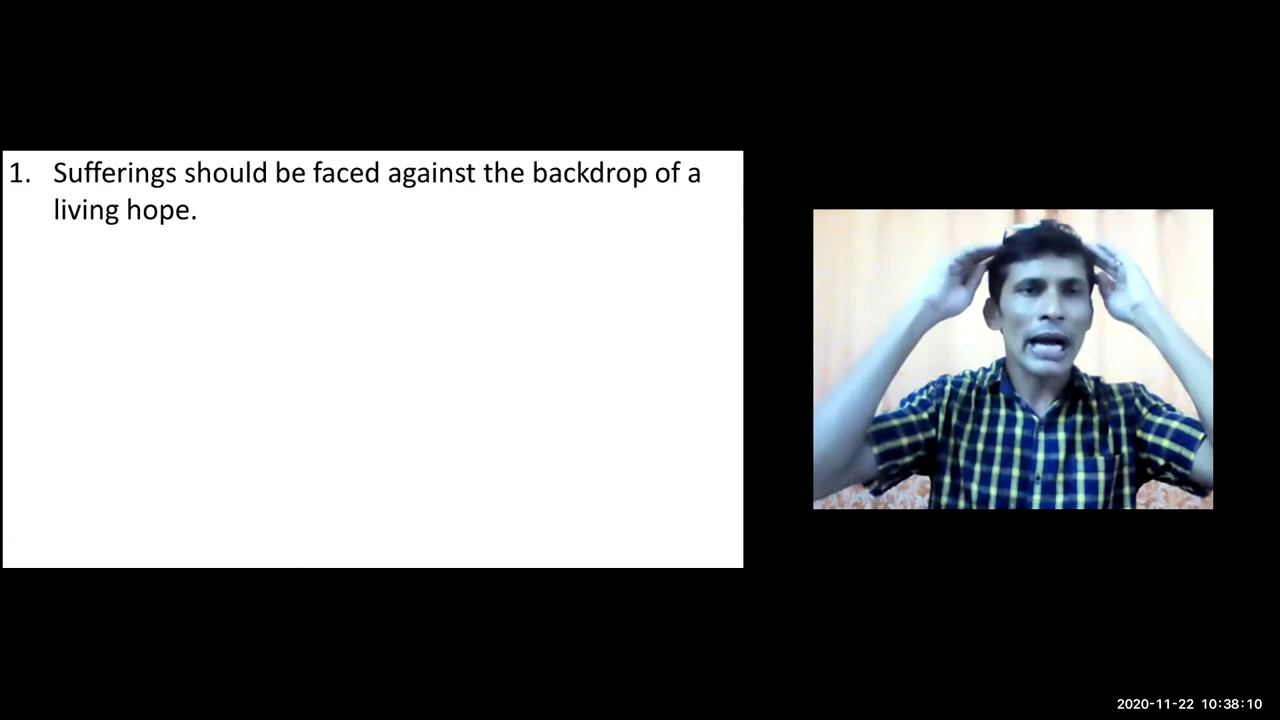 1. Sufferings should be faced against the backdrop of a
living hope.
2020-11-22 10:38:10